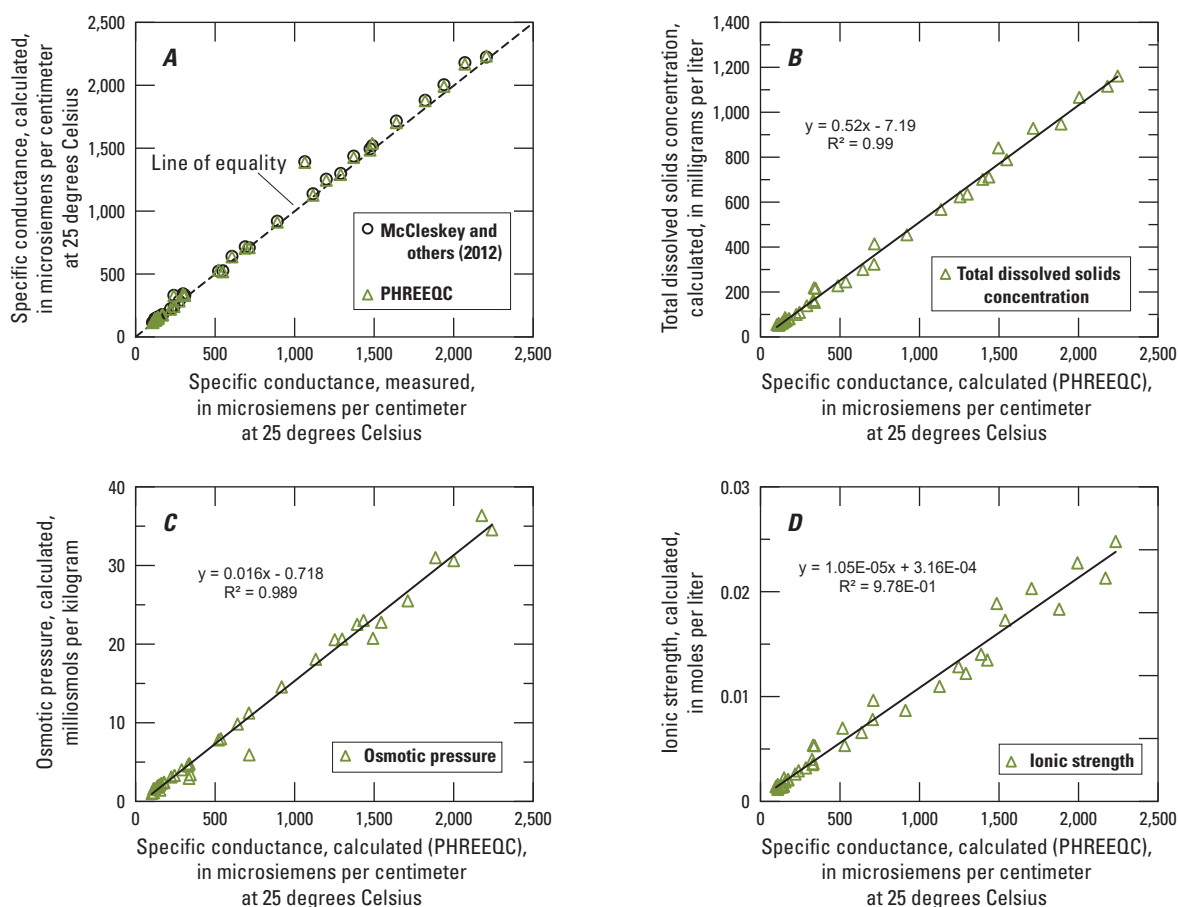 A
Specific conductance, calculated,
in microsiemens per centimeter
at 25 degrees Celsius
2,500
2,000
1,500
1,000
500
0
Line of equality
McCleskey and
others (2012)
PHREEQC
0 500 1,000 1,500 2,000 2,500
Specific conductance, measured,
in microsiemens per centimeter
at 25 degrees Celsius
B
Total dissolved solids concentration,
calculated, in milligrams per liter
1,400
1,200
1,000
800
600
400
200
0
y = 0.52x - 7.19
R² = 0.99
Total dissolved solids
concentration
0 500 1,000 1,500 2,000 2,500
Specific conductance, calculated (PHREEQC),
in microsiemens per centimeter
at 25 degrees Celsius
C
Osmotic pressure, calculated,
milliosmols per kilogram
40
30
20
10
0
y = 0.016x - 0.718
R² = 0.989
Osmotic pressure
0 500 1,000 1,500 2,000 2,500
Specific conductance, calculated (PHREEQC),
in microsiemens per centimeter
at 25 degrees Celsius
D
Ionic strength, calculated,
in moles per liter
0.03
0.02
0.01
0
y = 1.05E-05x + 3.16E-04
R² = 9.78E-01
Ionic strength
0 500 1,000 1,500 2,000 2,500
Specific conductance, calculated (PHREEQC),
in microsiemens per centimeter
at 25 degrees Celsius